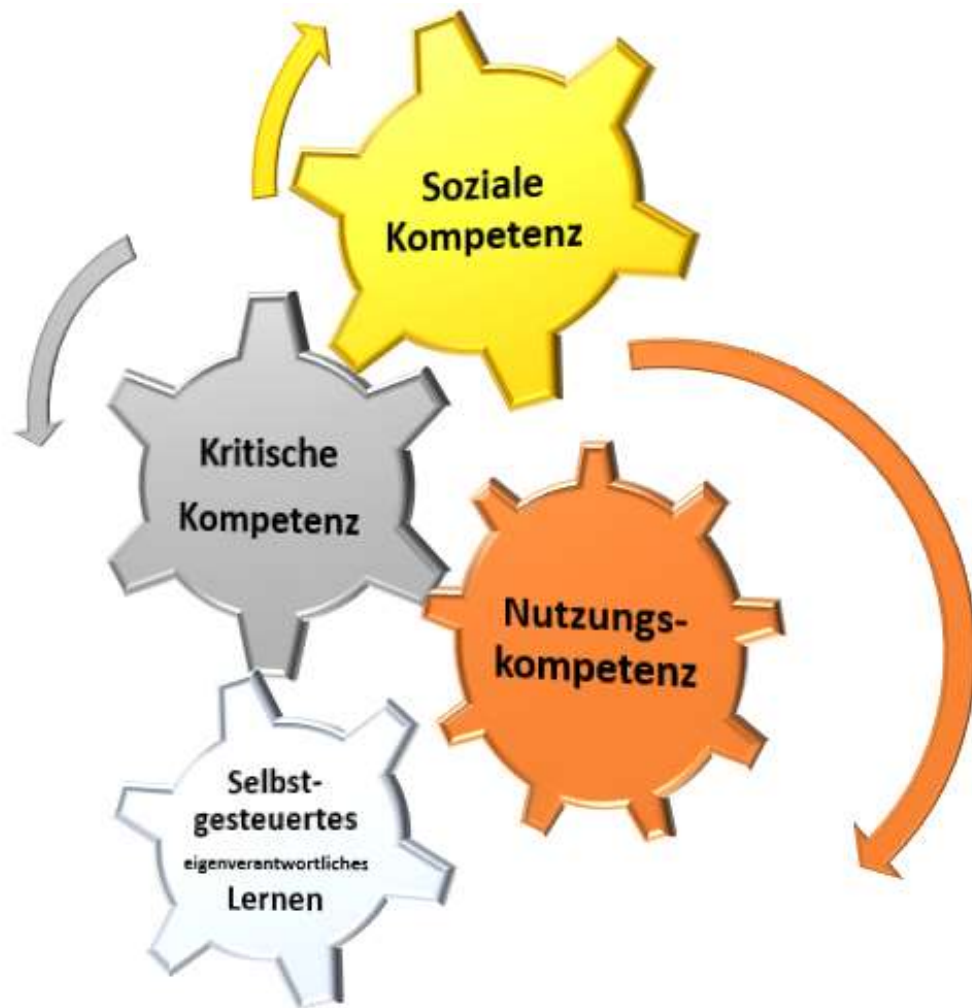 Soziale
Kompetenz
Kritische
Kompetenz
Nutzungs-
kompetenz
Selbst-
gesteuertes
eigenverantwortliches
Lernen